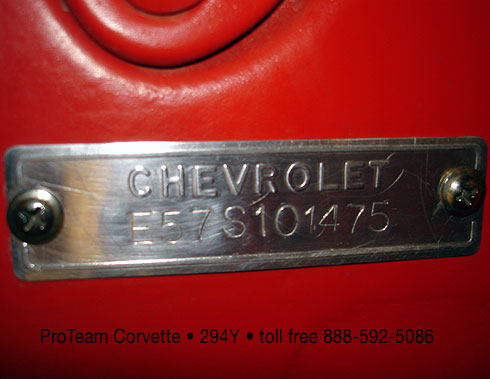 CHEVROLET
E57S101475
ProTeam Corvette • 294Y • toll free 888-592-5086